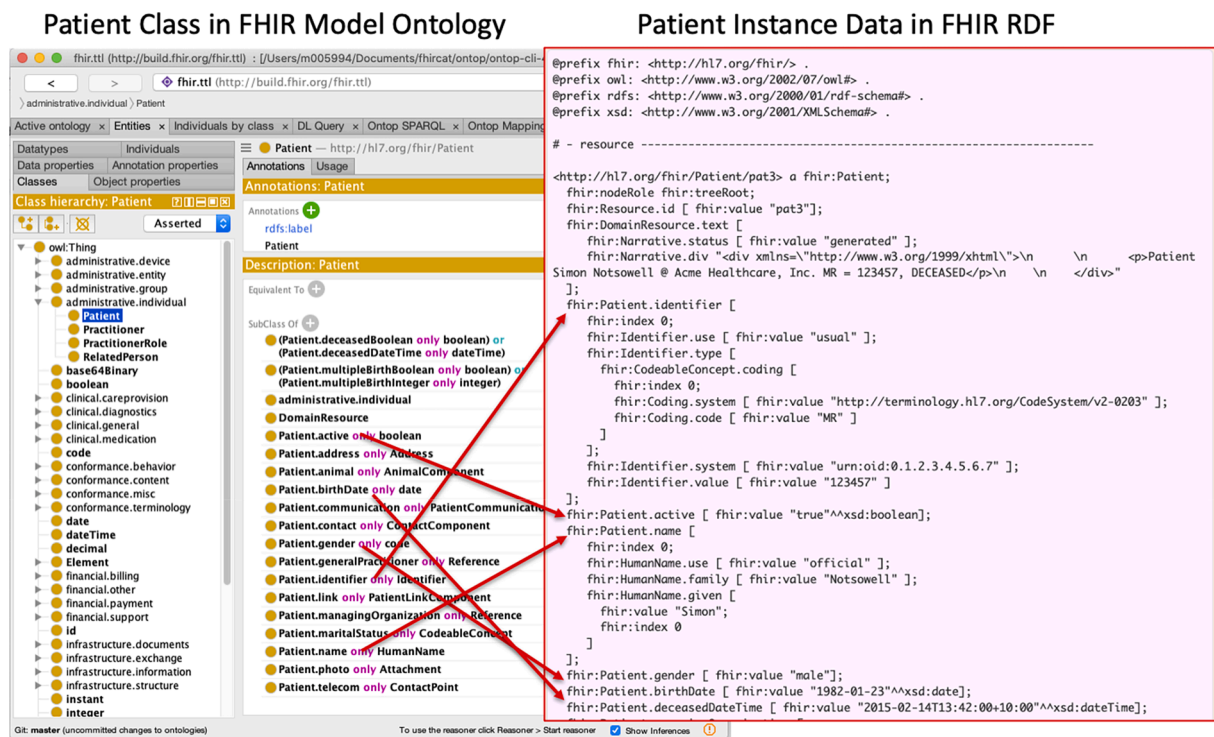 Patient Class in FHIR Model Ontology
Patient Instance Data in FHIR RDF
fhir.ttl (http://build.fhir.org/fhir.ttl) : [/Users/m005994/Documents/fhircat/ontop/ontop-cli-
< >
fhir.ttl (http://build.fhir.org/fhir.ttl)
administrative.individual Patient
Active ontology × Entities × Individuals by class × DL Query × Ontop SPARQL × Ontop Mapping
Datatypes Individuals
Data properties Annotation properties
Classes Object properties
Class hierarchy: Patient
Asserted
owl:Thing
administrative.device
administrative.entity
administrative.group
administrative.individual
Patient
Practitioner
PractitionerRole
RelatedPerson
base64Binary
boolean
clinical.careprovision
clinical.diagnostics
clinical.general
clinical.medication
code
conformance.behavior
conformance.content
conformance.misc
conformance.terminology
date
dateTime
decimal
Element
financial.billing
financial.other
financial.payment
financial.support
id
infrastructure.documents
infrastructure.exchange
infrastructure.information
infrastructure.structure
instant
integer
Patient — http://hl7.org/fhir/Patient
Annotations Usage
Annotations: Patient
Annotations
rdfs:label
Patient
Description: Patient
Equivalent To
SubClass Of
(Patient.deceasedBoolean only boolean) or
(Patient.deceasedDateTime only dateTime)
(Patient.multipleBirthBoolean only boolean) or
(Patient.multipleBirthInteger only integer)
administrative.individual
DomainResource
Patient.active only boolean
Patient.address only Address
Patient.animal only AnimalComponent
Patient.birthDate only date
Patient.communication only PatientCommunicatio
Patient.contact only ContactComponent
Patient.gender only code
Patient.generalPractitioner only Reference
Patient.identifier only Identifier
Patient.link only PatientLinkComponent
Patient.managingOrganization only Reference
Patient.maritalStatus only CodeableConcept
Patient.name only HumanName
Patient.photo only Attachment
Patient.telecom only ContactPoint
Git: master (uncommitted changes to ontologies)
To use the reasoner click Reasoner > Start reasoner Show Inferences
@prefix fhir: <http://hl7.org/fhir/> .
@prefix owl: <http://www.w3.org/2002/07/owl#> .
@prefix rdfs: <http://www.w3.org/2000/01/rdf-schema#> .
@prefix xsd: <http://www.w3.org/2001/XMLSchema#> .
# - resource -------------------------------------------------------------------
<http://hl7.org/fhir/Patient/pat3> a fhir:Patient;
fhir:nodeRole fhir:treeRoot;
fhir:Resource.id [ fhir:value "pat3"];
fhir:DomainResource.text [
fhir:Narrative.status [ fhir:value "generated" ];
fhir:Narrative.div "<div xmlns=\"http://www.w3.org/1999/xhtml\">\n \n <p>Patient
Simon Notsowell @ Acme Healthcare, Inc. MR = 123457, DECEASED</p>\n \n </div>"
];
fhir:Patient.identifier [
fhir:index 0;
fhir:Identifier.use [ fhir:value "usual" ];
fhir:Identifier.type [
fhir:CodeableConcept.coding [
fhir:index 0;
fhir:Coding.system [ fhir:value "http://terminology.hl7.org/CodeSystem/v2-0203" ];
fhir:Coding.code [ fhir:value "MR" ]
]
];
fhir:Identifier.system [ fhir:value "urn:oid:0.1.2.3.4.5.6.7" ];
fhir:Identifier.value [ fhir:value "123457" ]
];
fhir:Patient.active [ fhir:value "true"^^xsd:boolean];
fhir:Patient.name [
fhir:index 0;
fhir:HumanName.use [ fhir:value "official" ];
fhir:HumanName.family [ fhir:value "Notsowell" ];
fhir:HumanName.given [
fhir:value "Simon";
fhir:index 0
]
];
fhir:Patient.gender [ fhir:value "male"];
fhir:Patient.birthDate [ fhir:value "1982-01-23"^^xsd:date];
fhir:Patient.deceasedDateTime [ fhir:value "2015-02-14T13:42:00+10:00"^^xsd:dateTime];